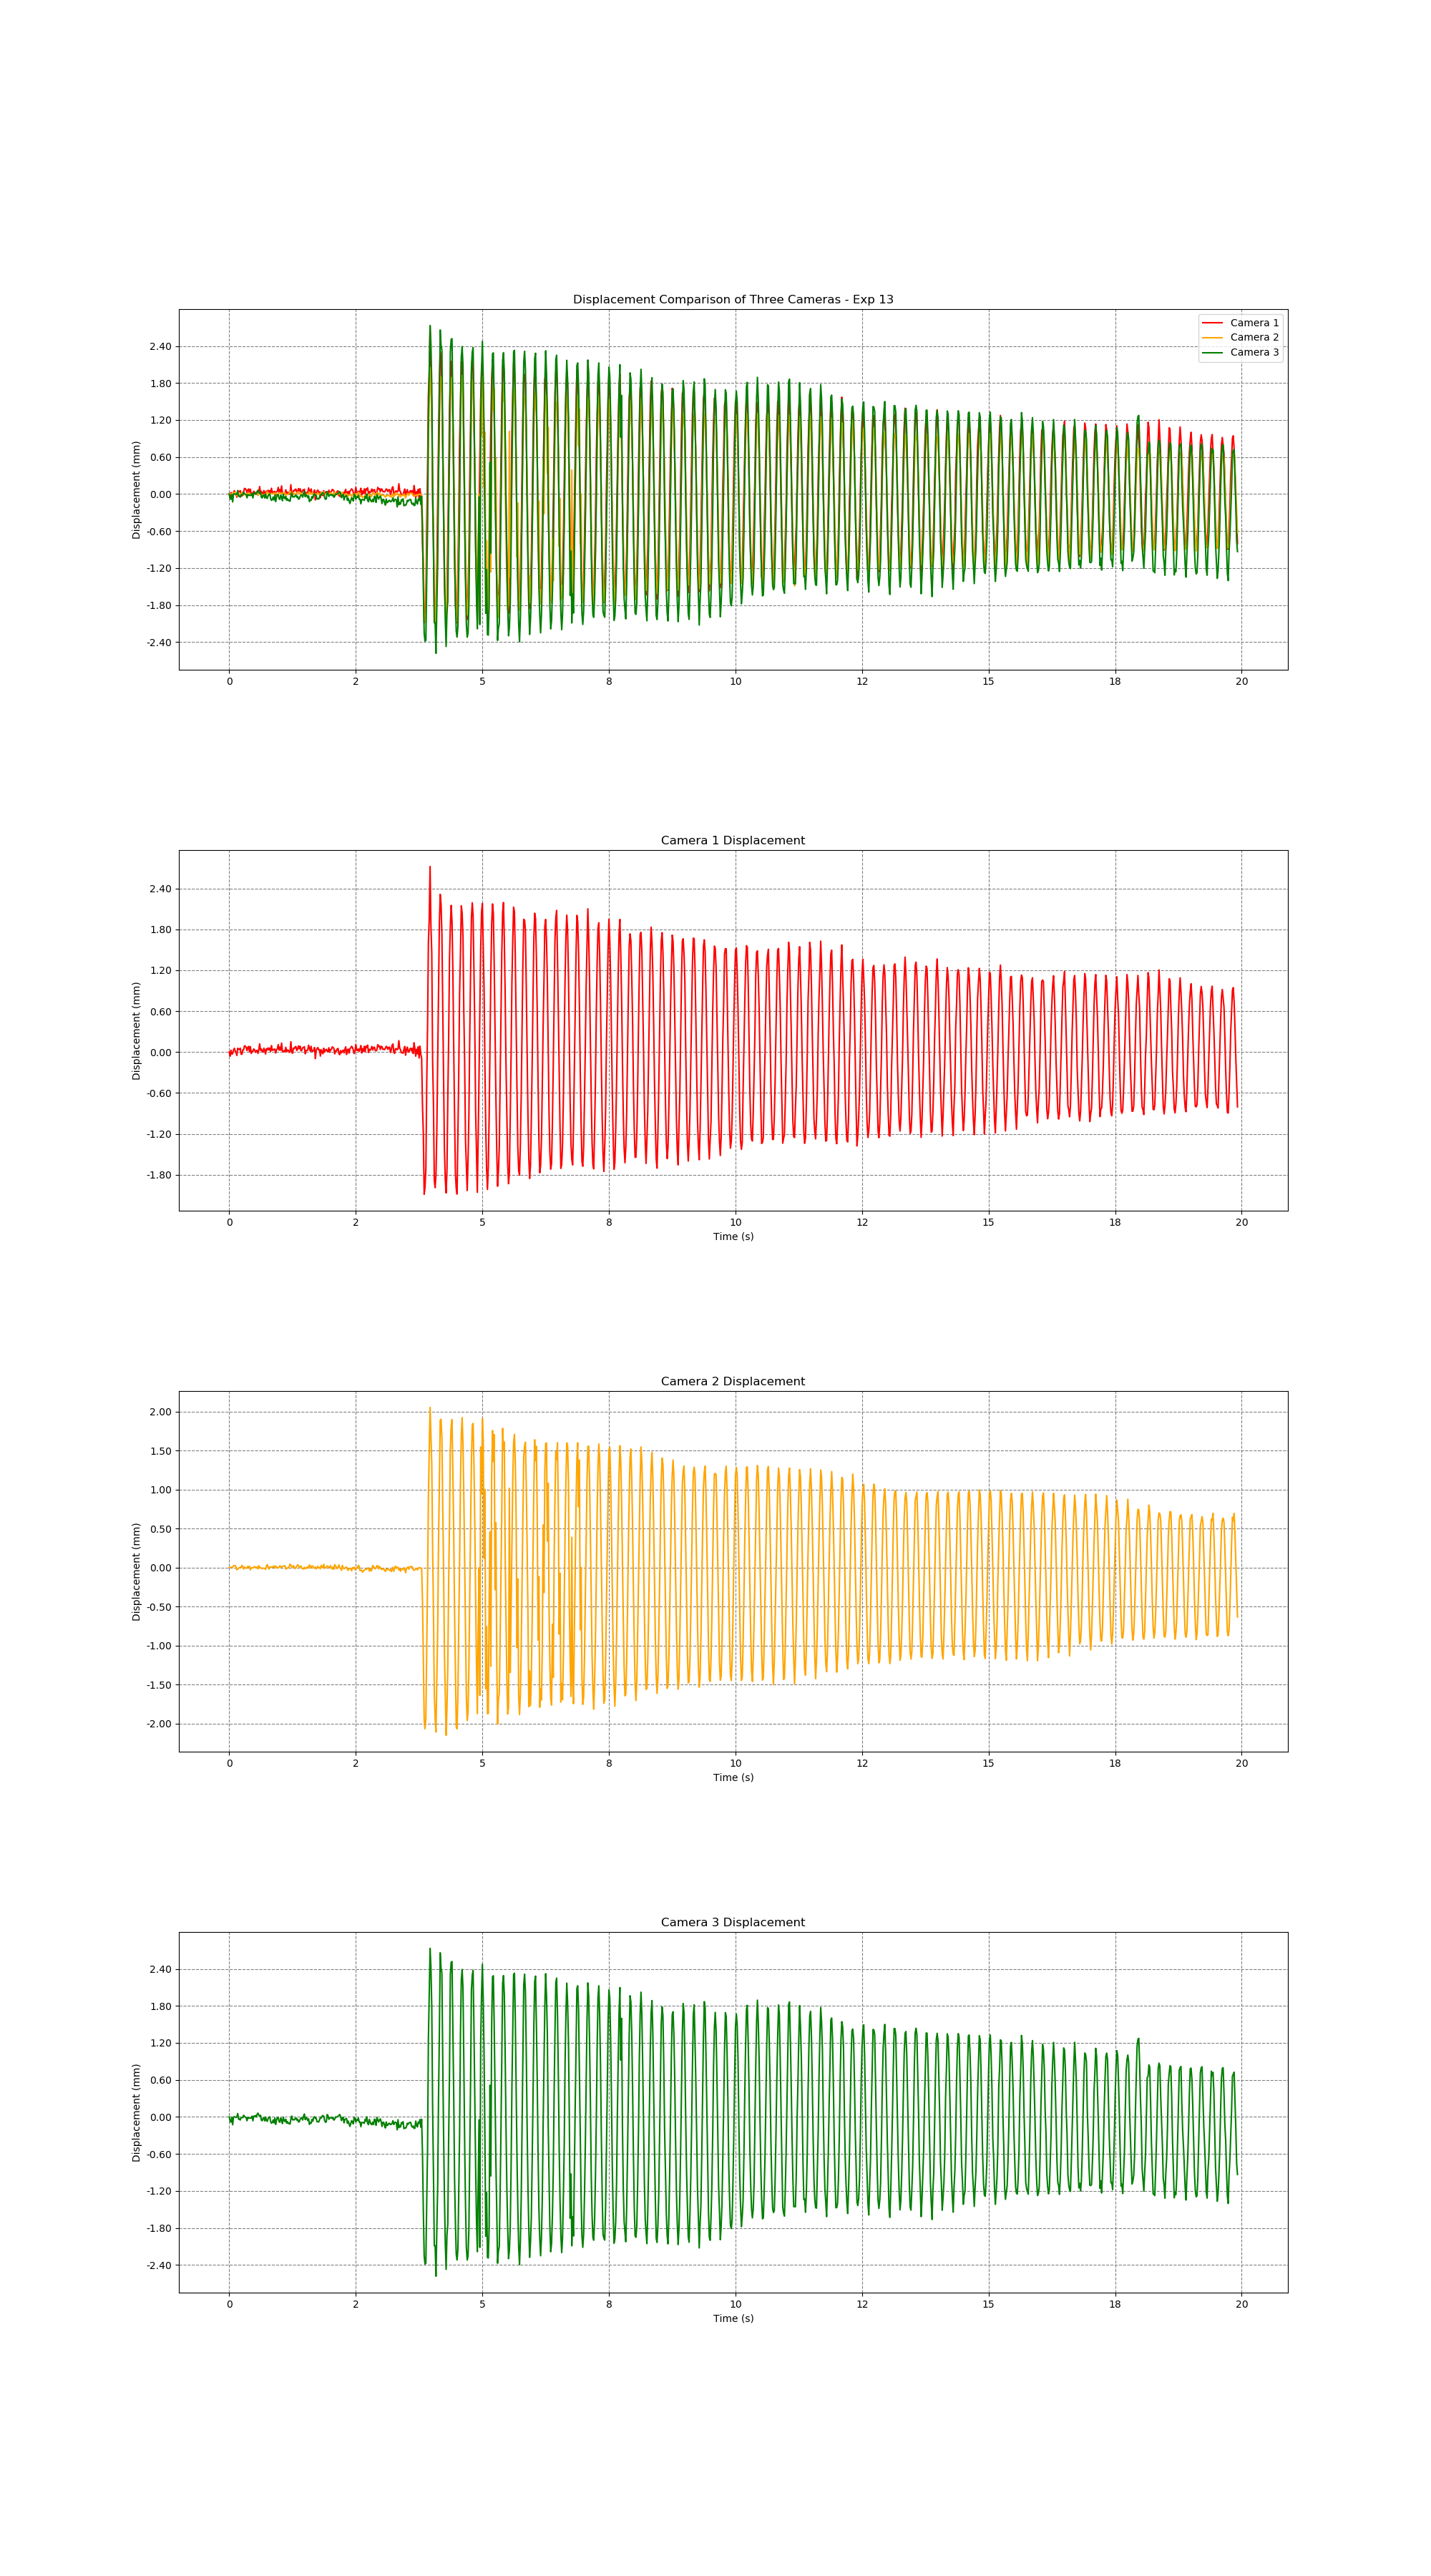 Displacement Comparison of Three Cameras - Exp 13
Camera 1
Camera 2
Camera 3
Displacement (mm)
2.40
1.80
1.20
0.60
0.00
-0.60
-1.20
-1.80
-2.40
0 2 5 8 10 12 15 18 20
Camera 1 Displacement
Displacement (mm)
2.40
1.80
1.20
0.60
0.00
-0.60
-1.20
-1.80
0 2 5 8 10 12 15 18 20
Time (s)
Camera 2 Displacement
Displacement (mm)
2.00
1.50
1.00
0.50
0.00
-0.50
-1.00
-1.50
-2.00
0 2 5 8 10 12 15 18 20
Time (s)
Camera 3 Displacement
Displacement (mm)
2.40
1.80
1.20
0.60
0.00
-0.60
-1.20
-1.80
-2.40
0 2 5 8 10 12 15 18 20
Time (s)